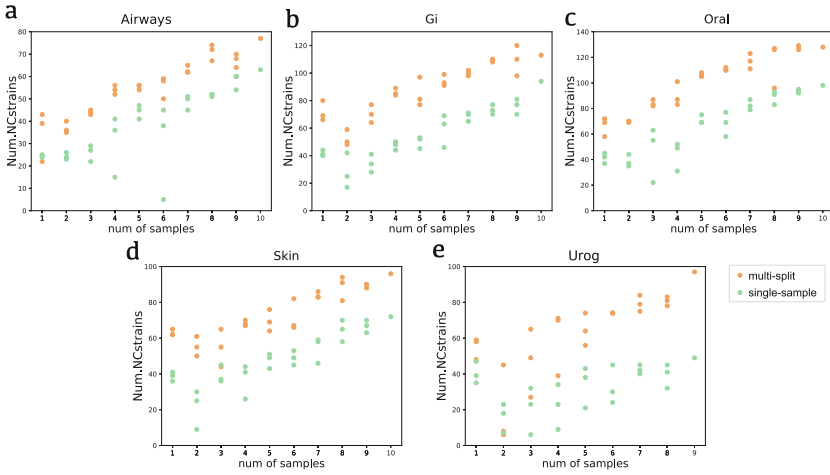 a
Airways
Num.NCstrains
80
70
60
50
40
30
20
10
0
1 2 3 4 5 6 7 8 9 10
num of samples
b
Gi
120
100
80
60
40
20
0
1 2 3 4 5 6 7 8 9 10
num of samples
c
Oral
140
120
100
80
60
40
20
0
1 2 3 4 5 6 7 8 9 10
num of samples
d
Skin
Num.NCstrains
100
80
60
40
20
0
1 2 3 4 5 6 7 8 9 10
num of samples
e
Urog
Num.NCstrains
100
80
60
40
20
0
1 2 3 4 5 6 7 8 9
num of samples
multi-split
single-sample